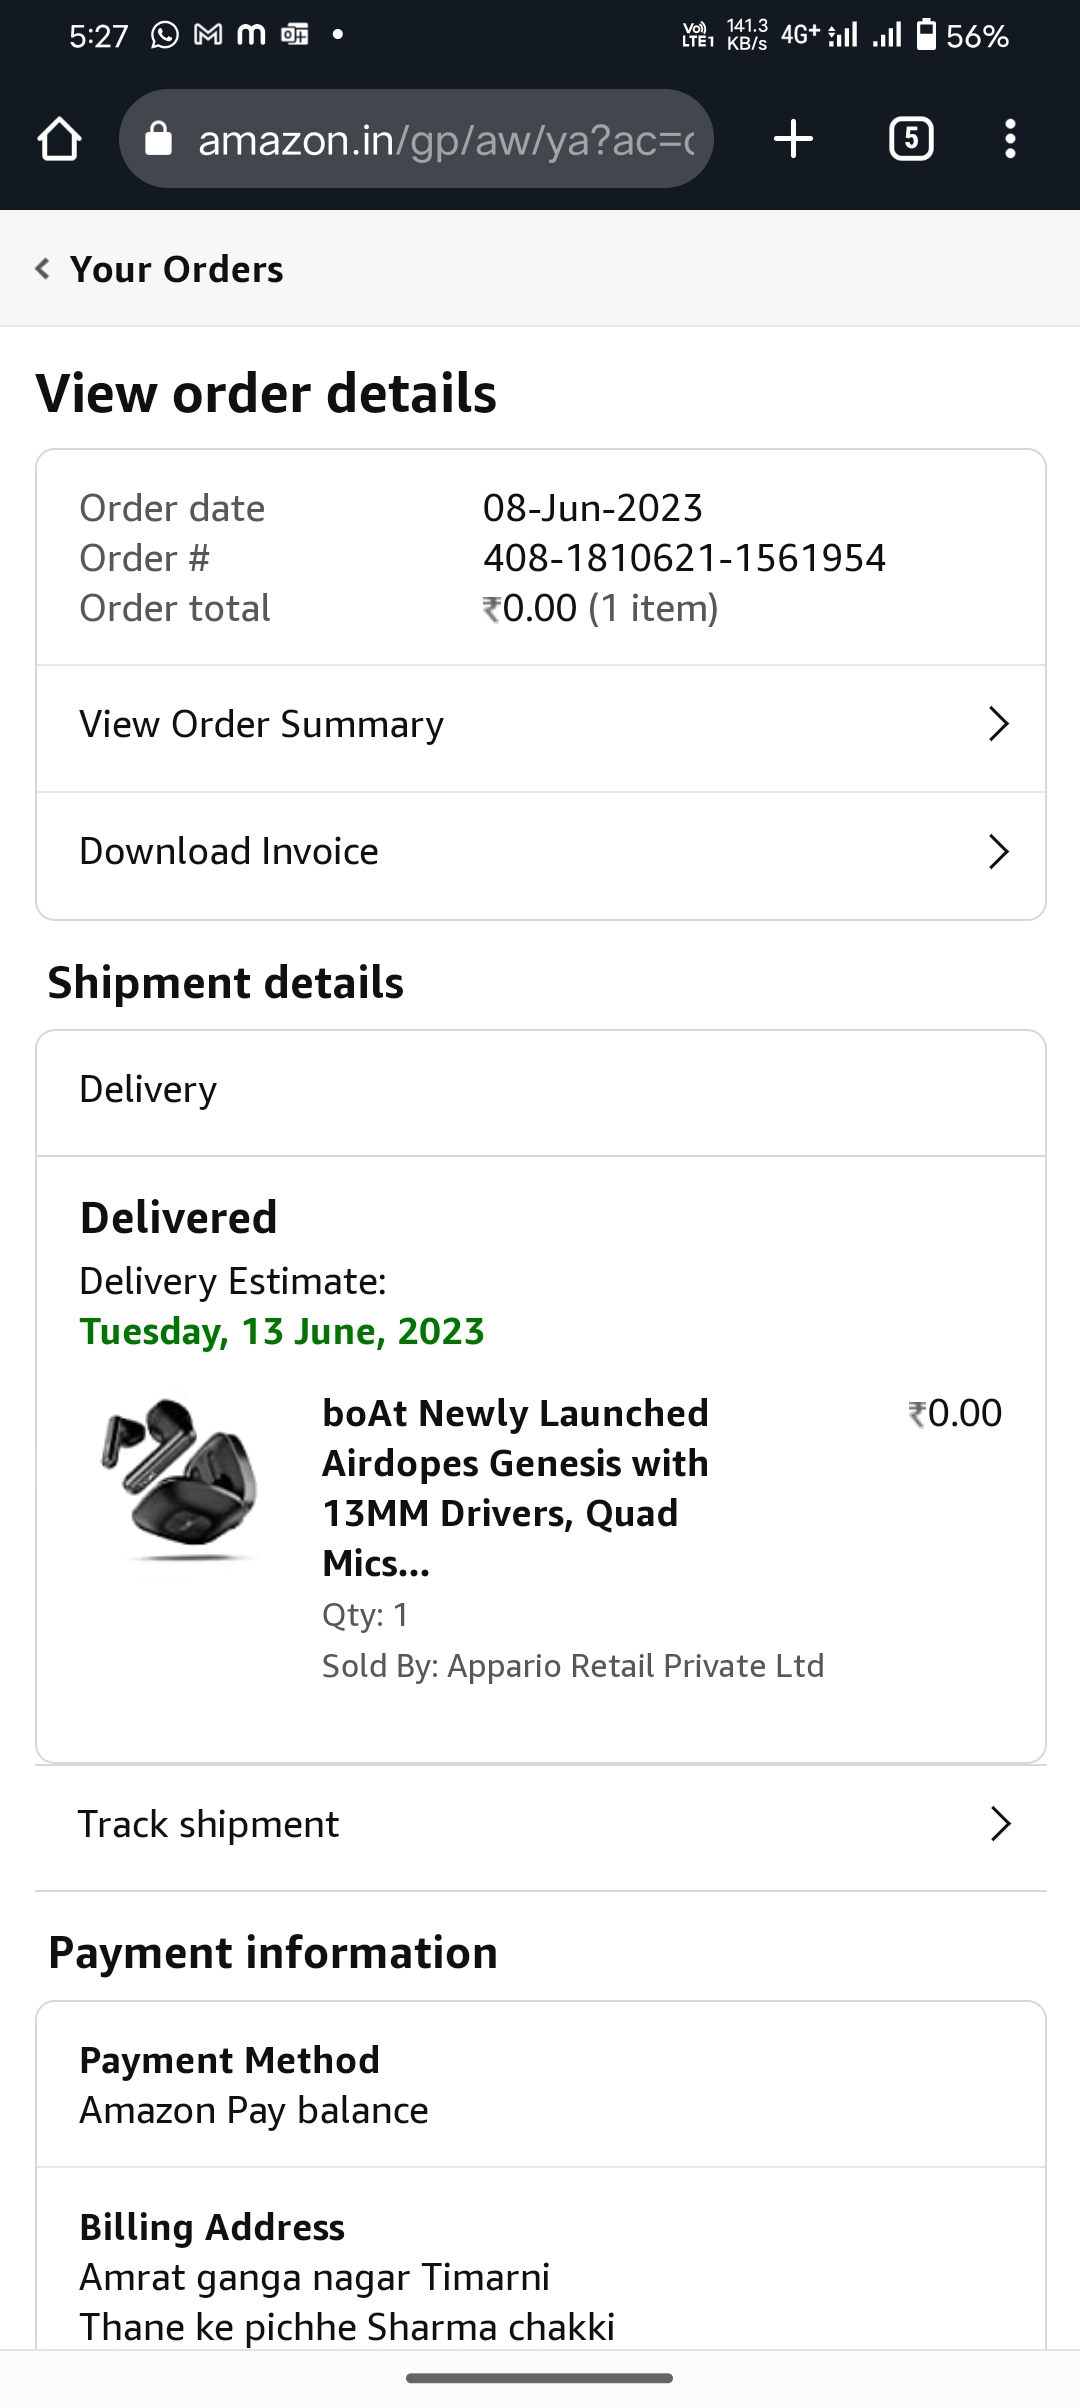 5:27 VoLTE1 141.3 KB/s 4G+ 56%
amazon.in/gp/aw/ya?ac=
5
Your Orders
View order details
Order date 08-Jun-2023
Order # 408-1810621-1561954
Order total ₹0.00 (1 item)
View Order Summary
Download Invoice
Shipment details
Delivery
Delivered
Delivery Estimate:
Tuesday, 13 June, 2023
boAt Newly Launched ₹0.00
Airdopes Genesis with
13MM Drivers, Quad
Mics...
Qty: 1
Sold By: Appario Retail Private Ltd
Track shipment
Payment information
Payment Method
Amazon Pay balance
Billing Address
Amrat ganga nagar Timarni
Thane ke pichhe Sharma chakki